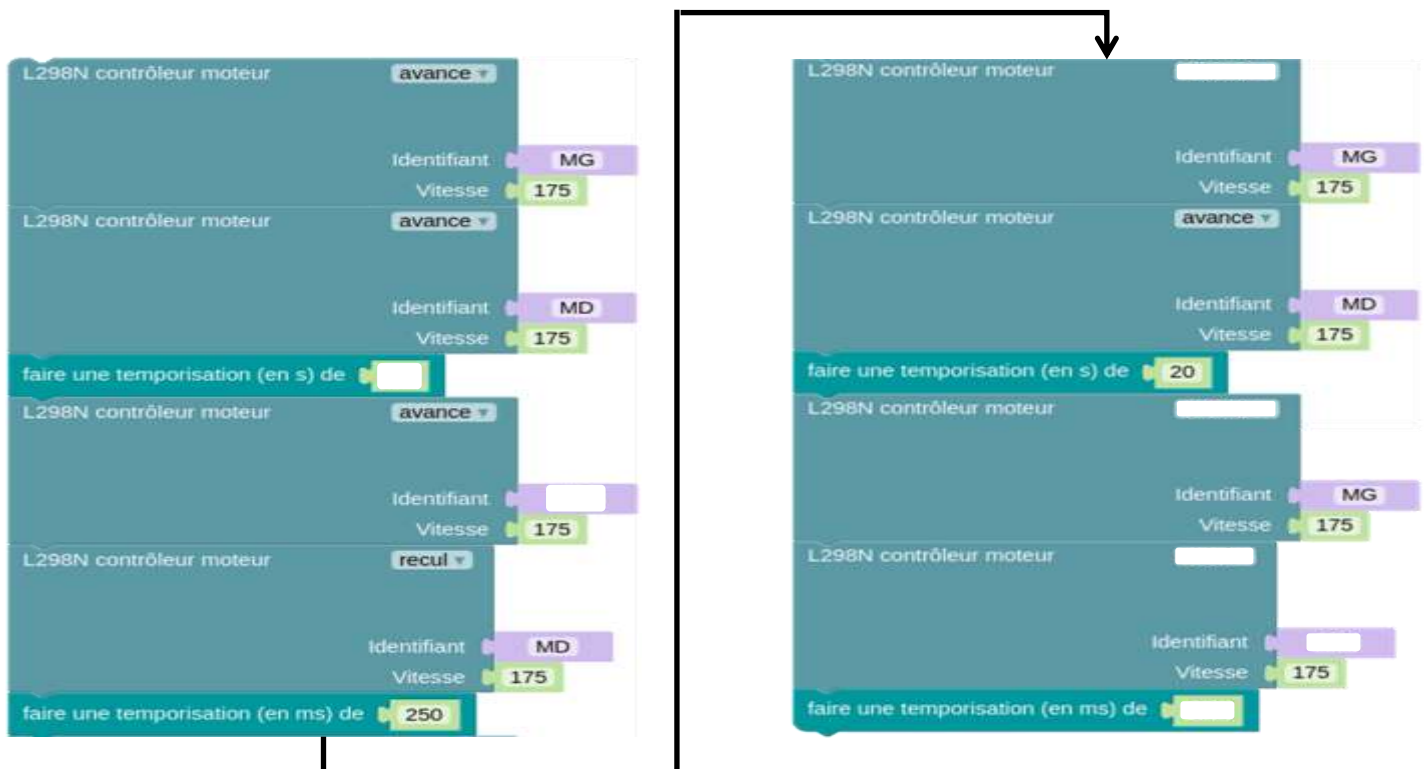 L298N contrôleur moteur avance
Identifiant MG
Vitesse 175
L298N contrôleur moteur avance
Identifiant MD
Vitesse 175
faire une temporisation (en s) de
L298N contrôleur moteur avance
Identifiant
Vitesse 175
L298N contrôleur moteur recul
Identifiant MD
Vitesse 175
faire une temporisation (en ms) de 250
L298N contrôleur moteur
Identifiant MG
Vitesse 175
L298N contrôleur moteur avance
Identifiant MD
Vitesse 175
faire une temporisation (en s) de 20
L298N contrôleur moteur
Identifiant MG
Vitesse 175
L298N contrôleur moteur
Identifiant
Vitesse 175
faire une temporisation (en ms) de